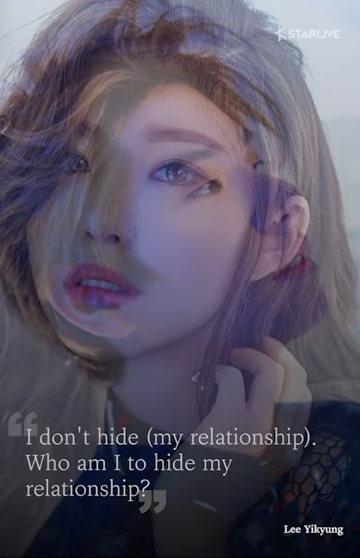 STARLIVE
“I don't hide (my relationship).
Who am I to hide my
relationship?”
Lee Yikyung